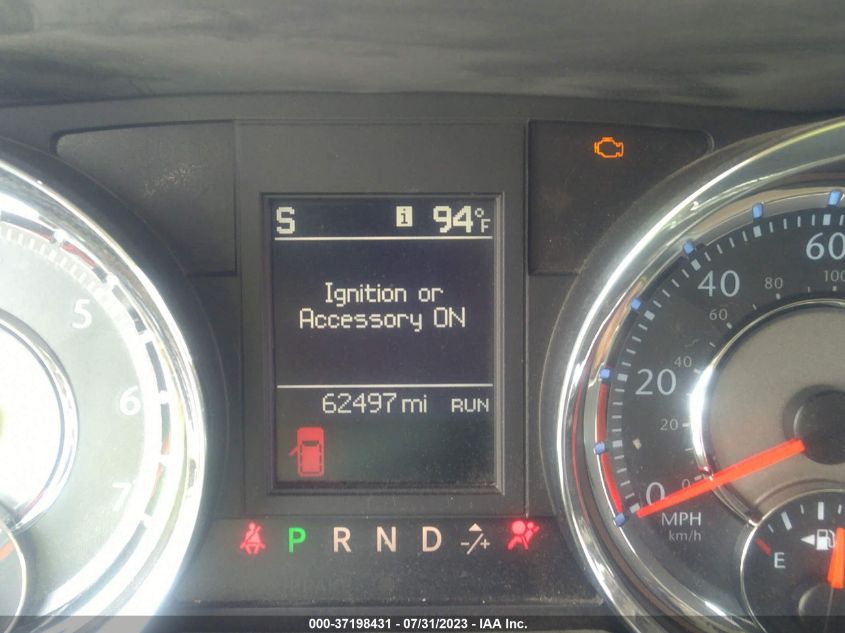 S i 94°F
Ignition or
Accessory ON
62497 mi RUN
P R N D -/+
5
6
7
0
20
40
60
0
20
40
60
80
100
MPH
km/h
E
000-37198431 - 07/31/2023 - IAA Inc.